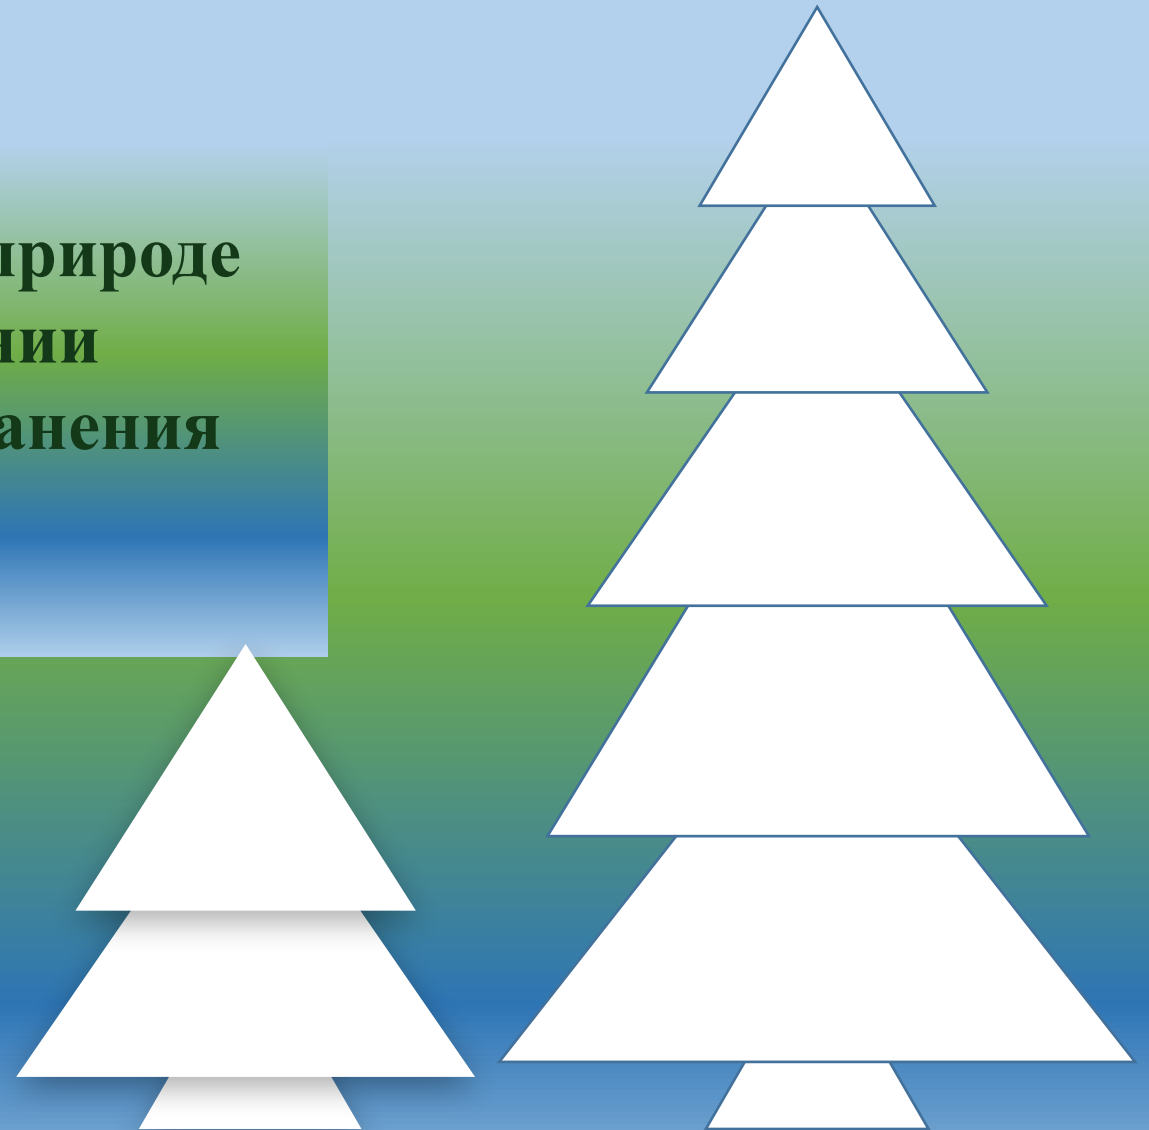 природе
нии
анения